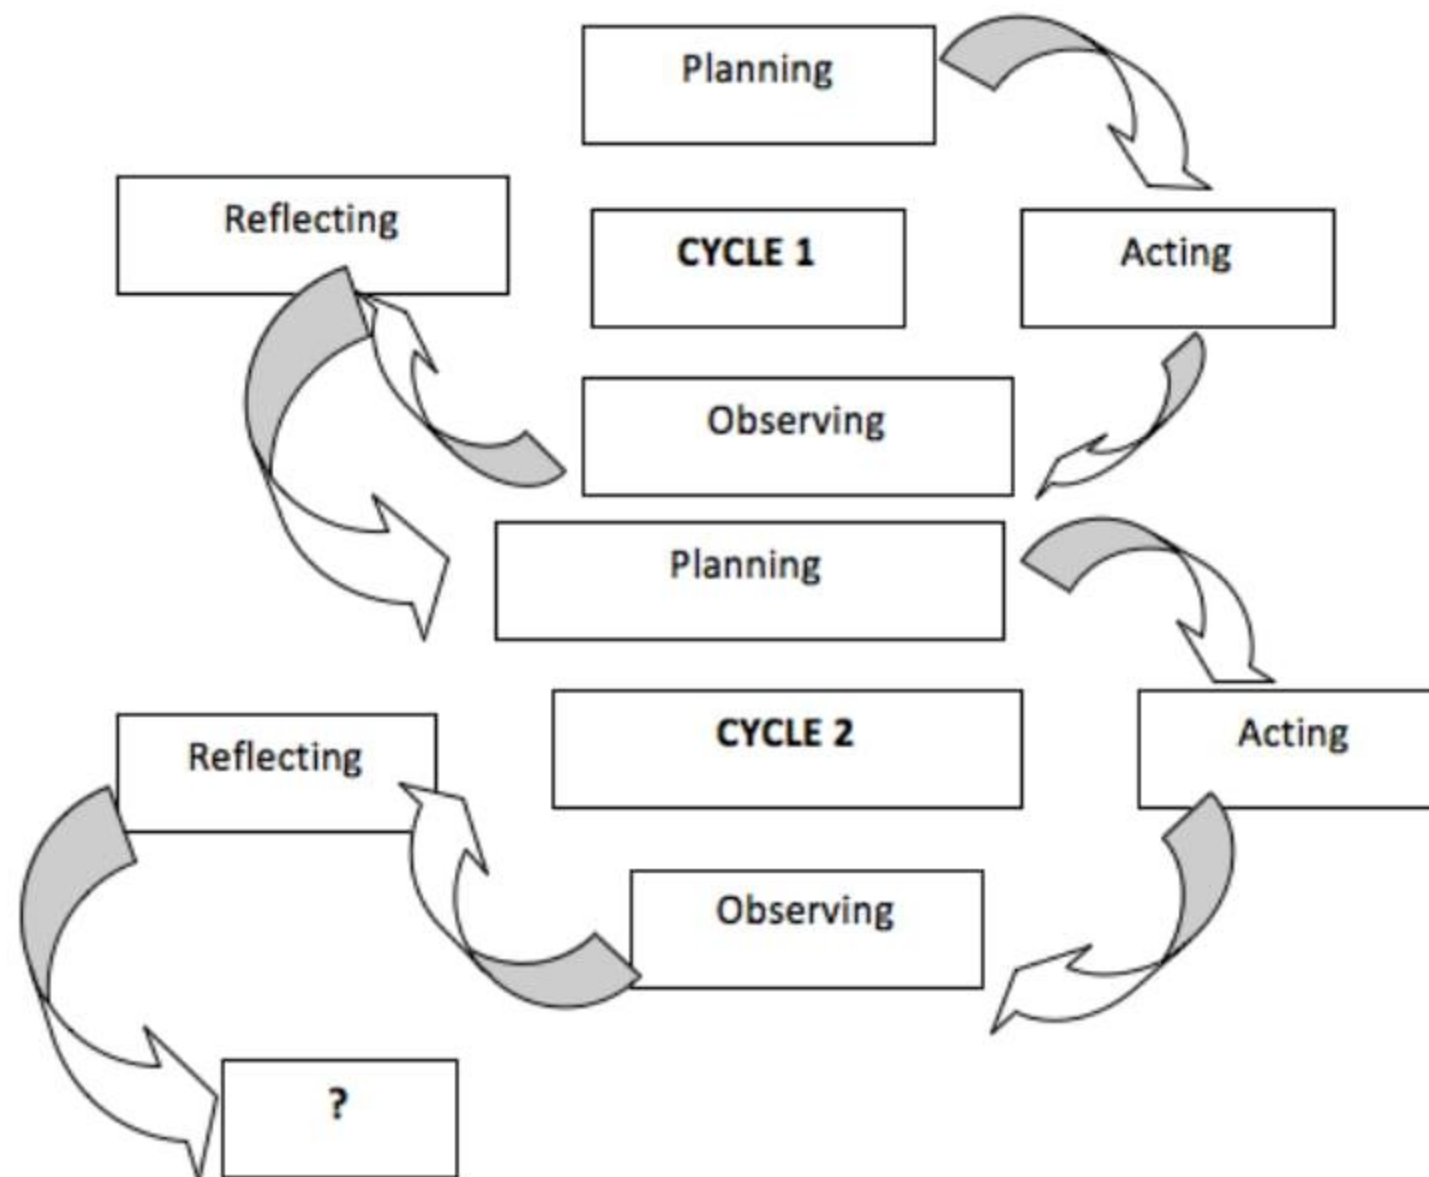 Planning
Reflecting
CYCLE 1
Acting
Observing
Planning
CYCLE 2
Acting
Reflecting
Observing
?